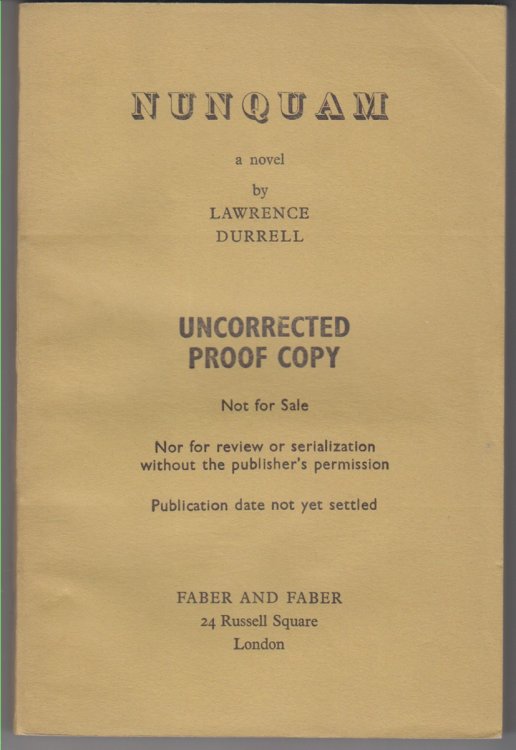 NUNQUAM
a novel
by
LAWRENCE
DURRELL
UNCORRECTED
PROOF COPY
Not for Sale
Nor for review or serialization
without the publisher's permission
Publication date not yet settled
FABER AND FABER
24 Russell Square
London